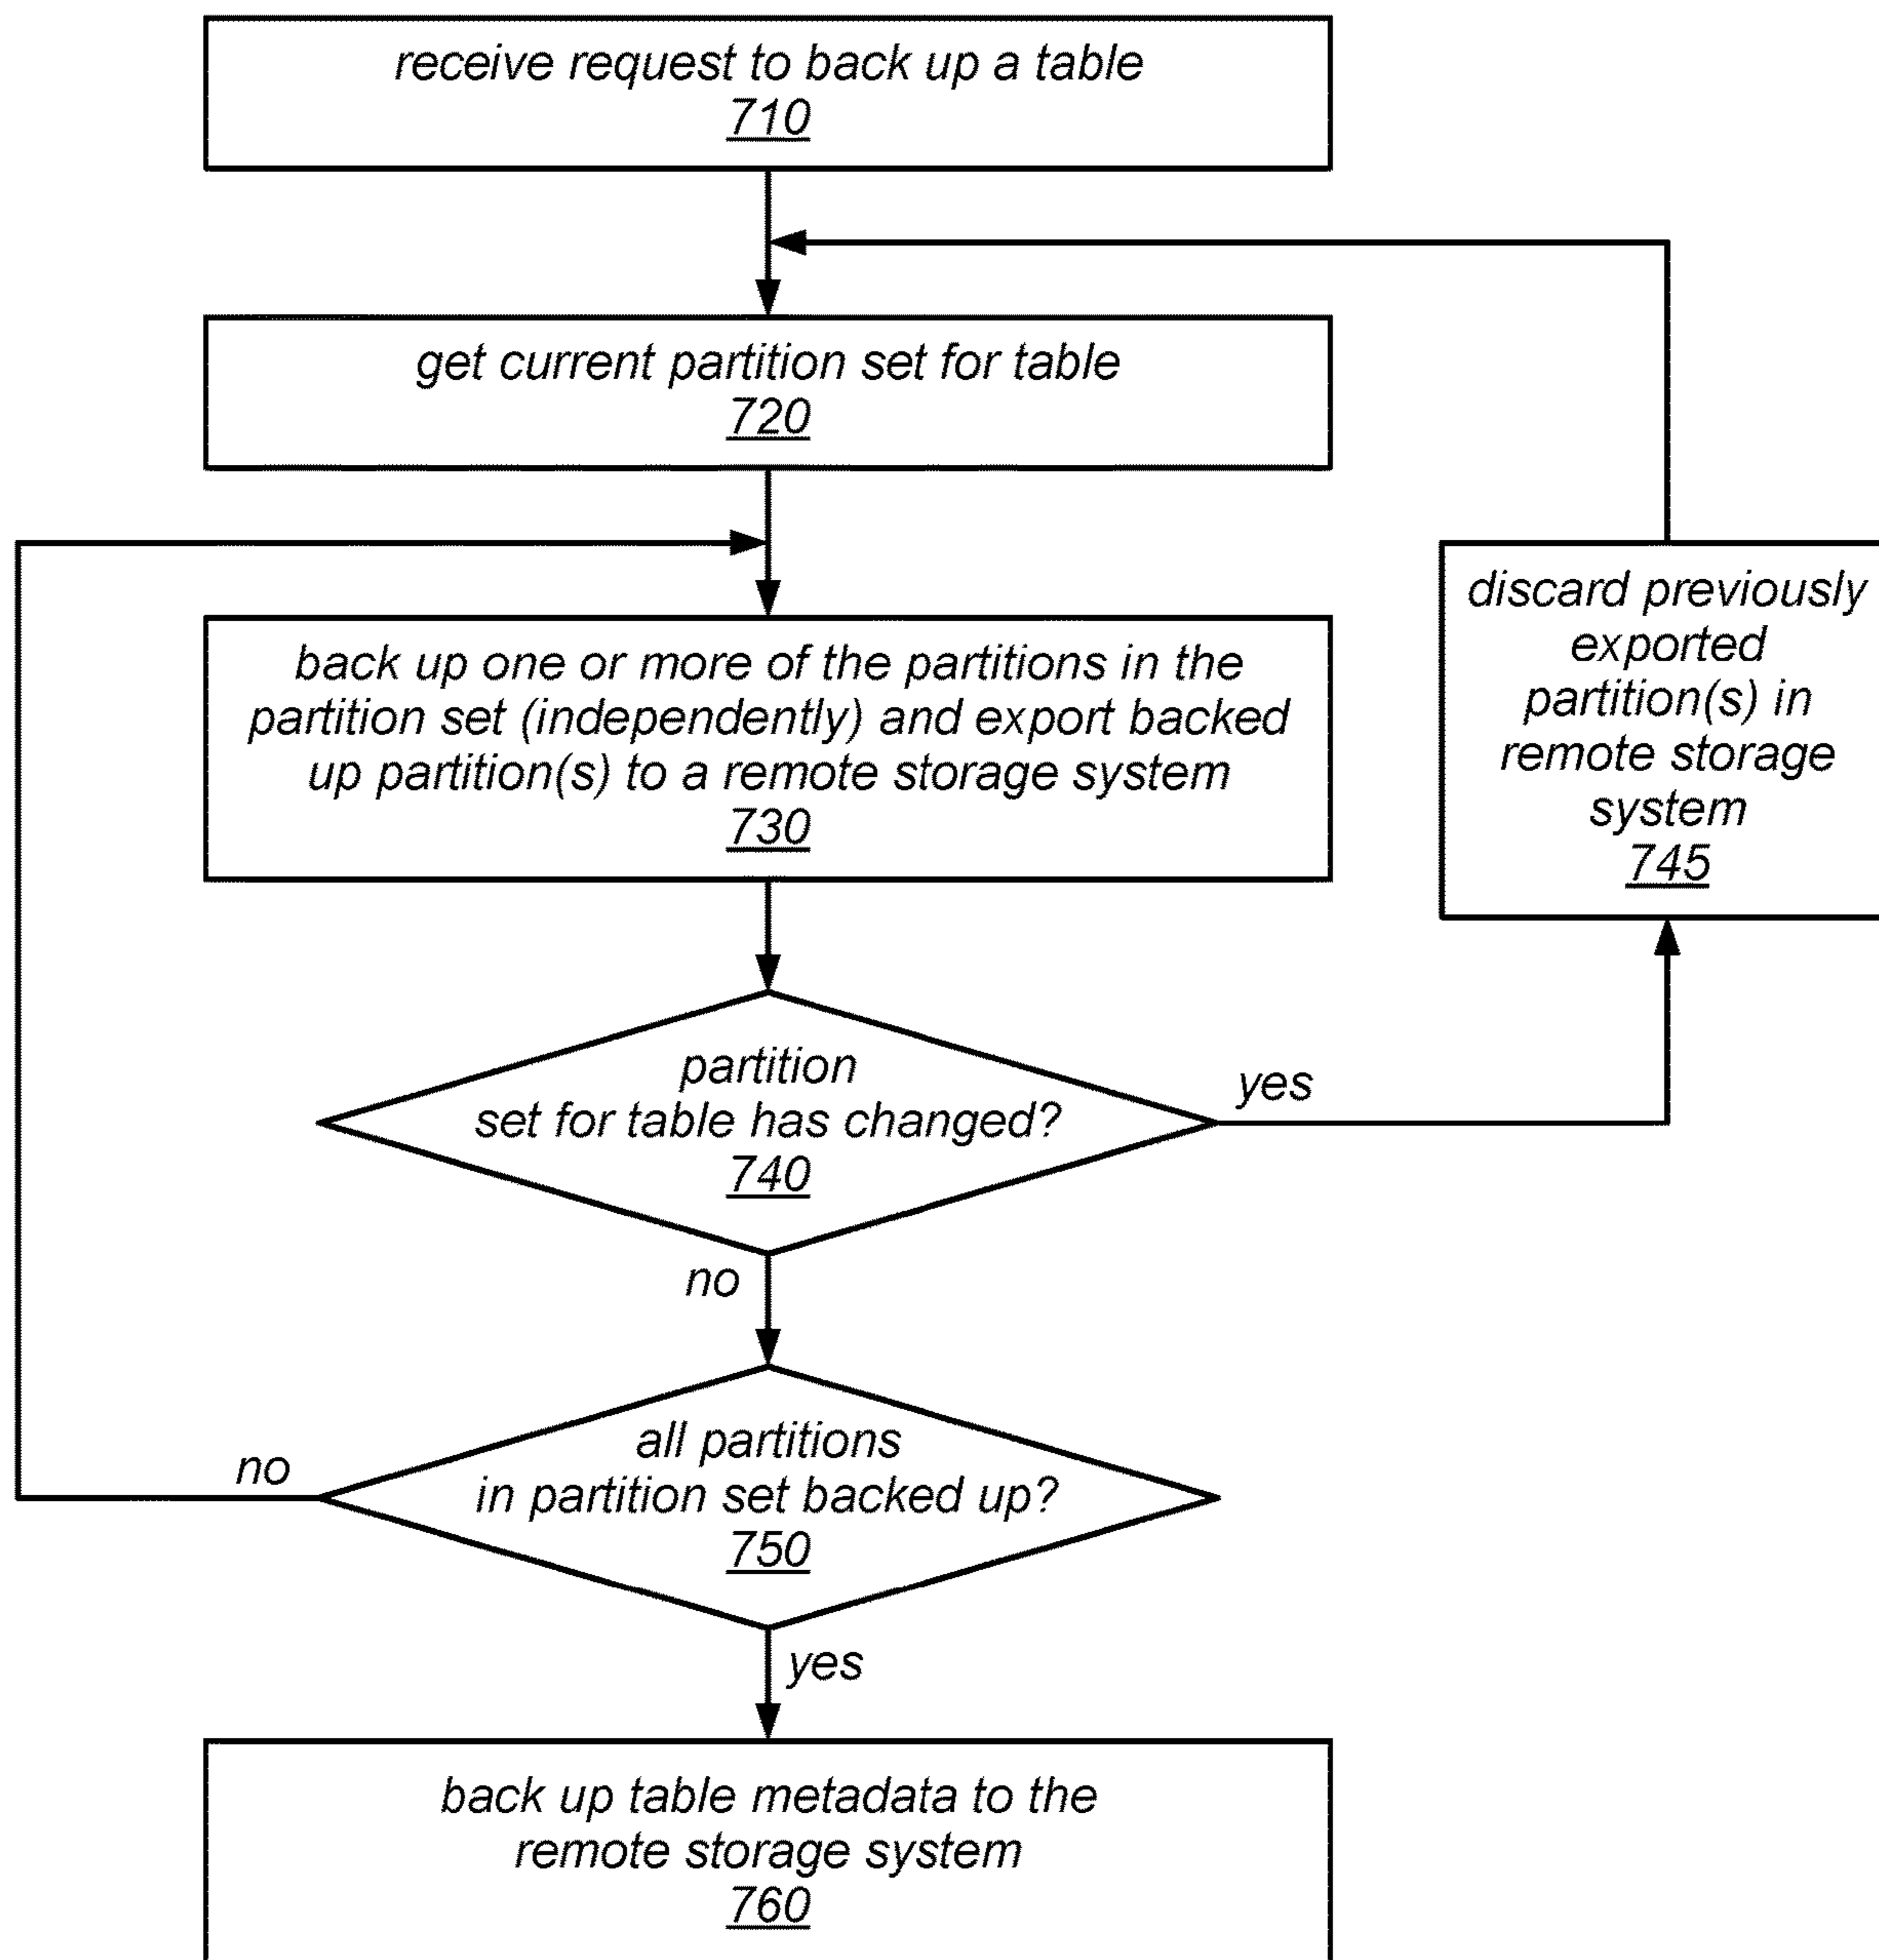 receive request to back up a table
710
get current partition set for table
720
back up one or more of the partitions in the
partition set (independently) and export backed
up partition(s) to a remote storage system
730
discard previously
exported
partition(s) in
remote storage
system
745
partition
set for table has changed?
740
yes
no
all partitions
in partition set backed up?
750
no
yes
back up table metadata to the
remote storage system
760